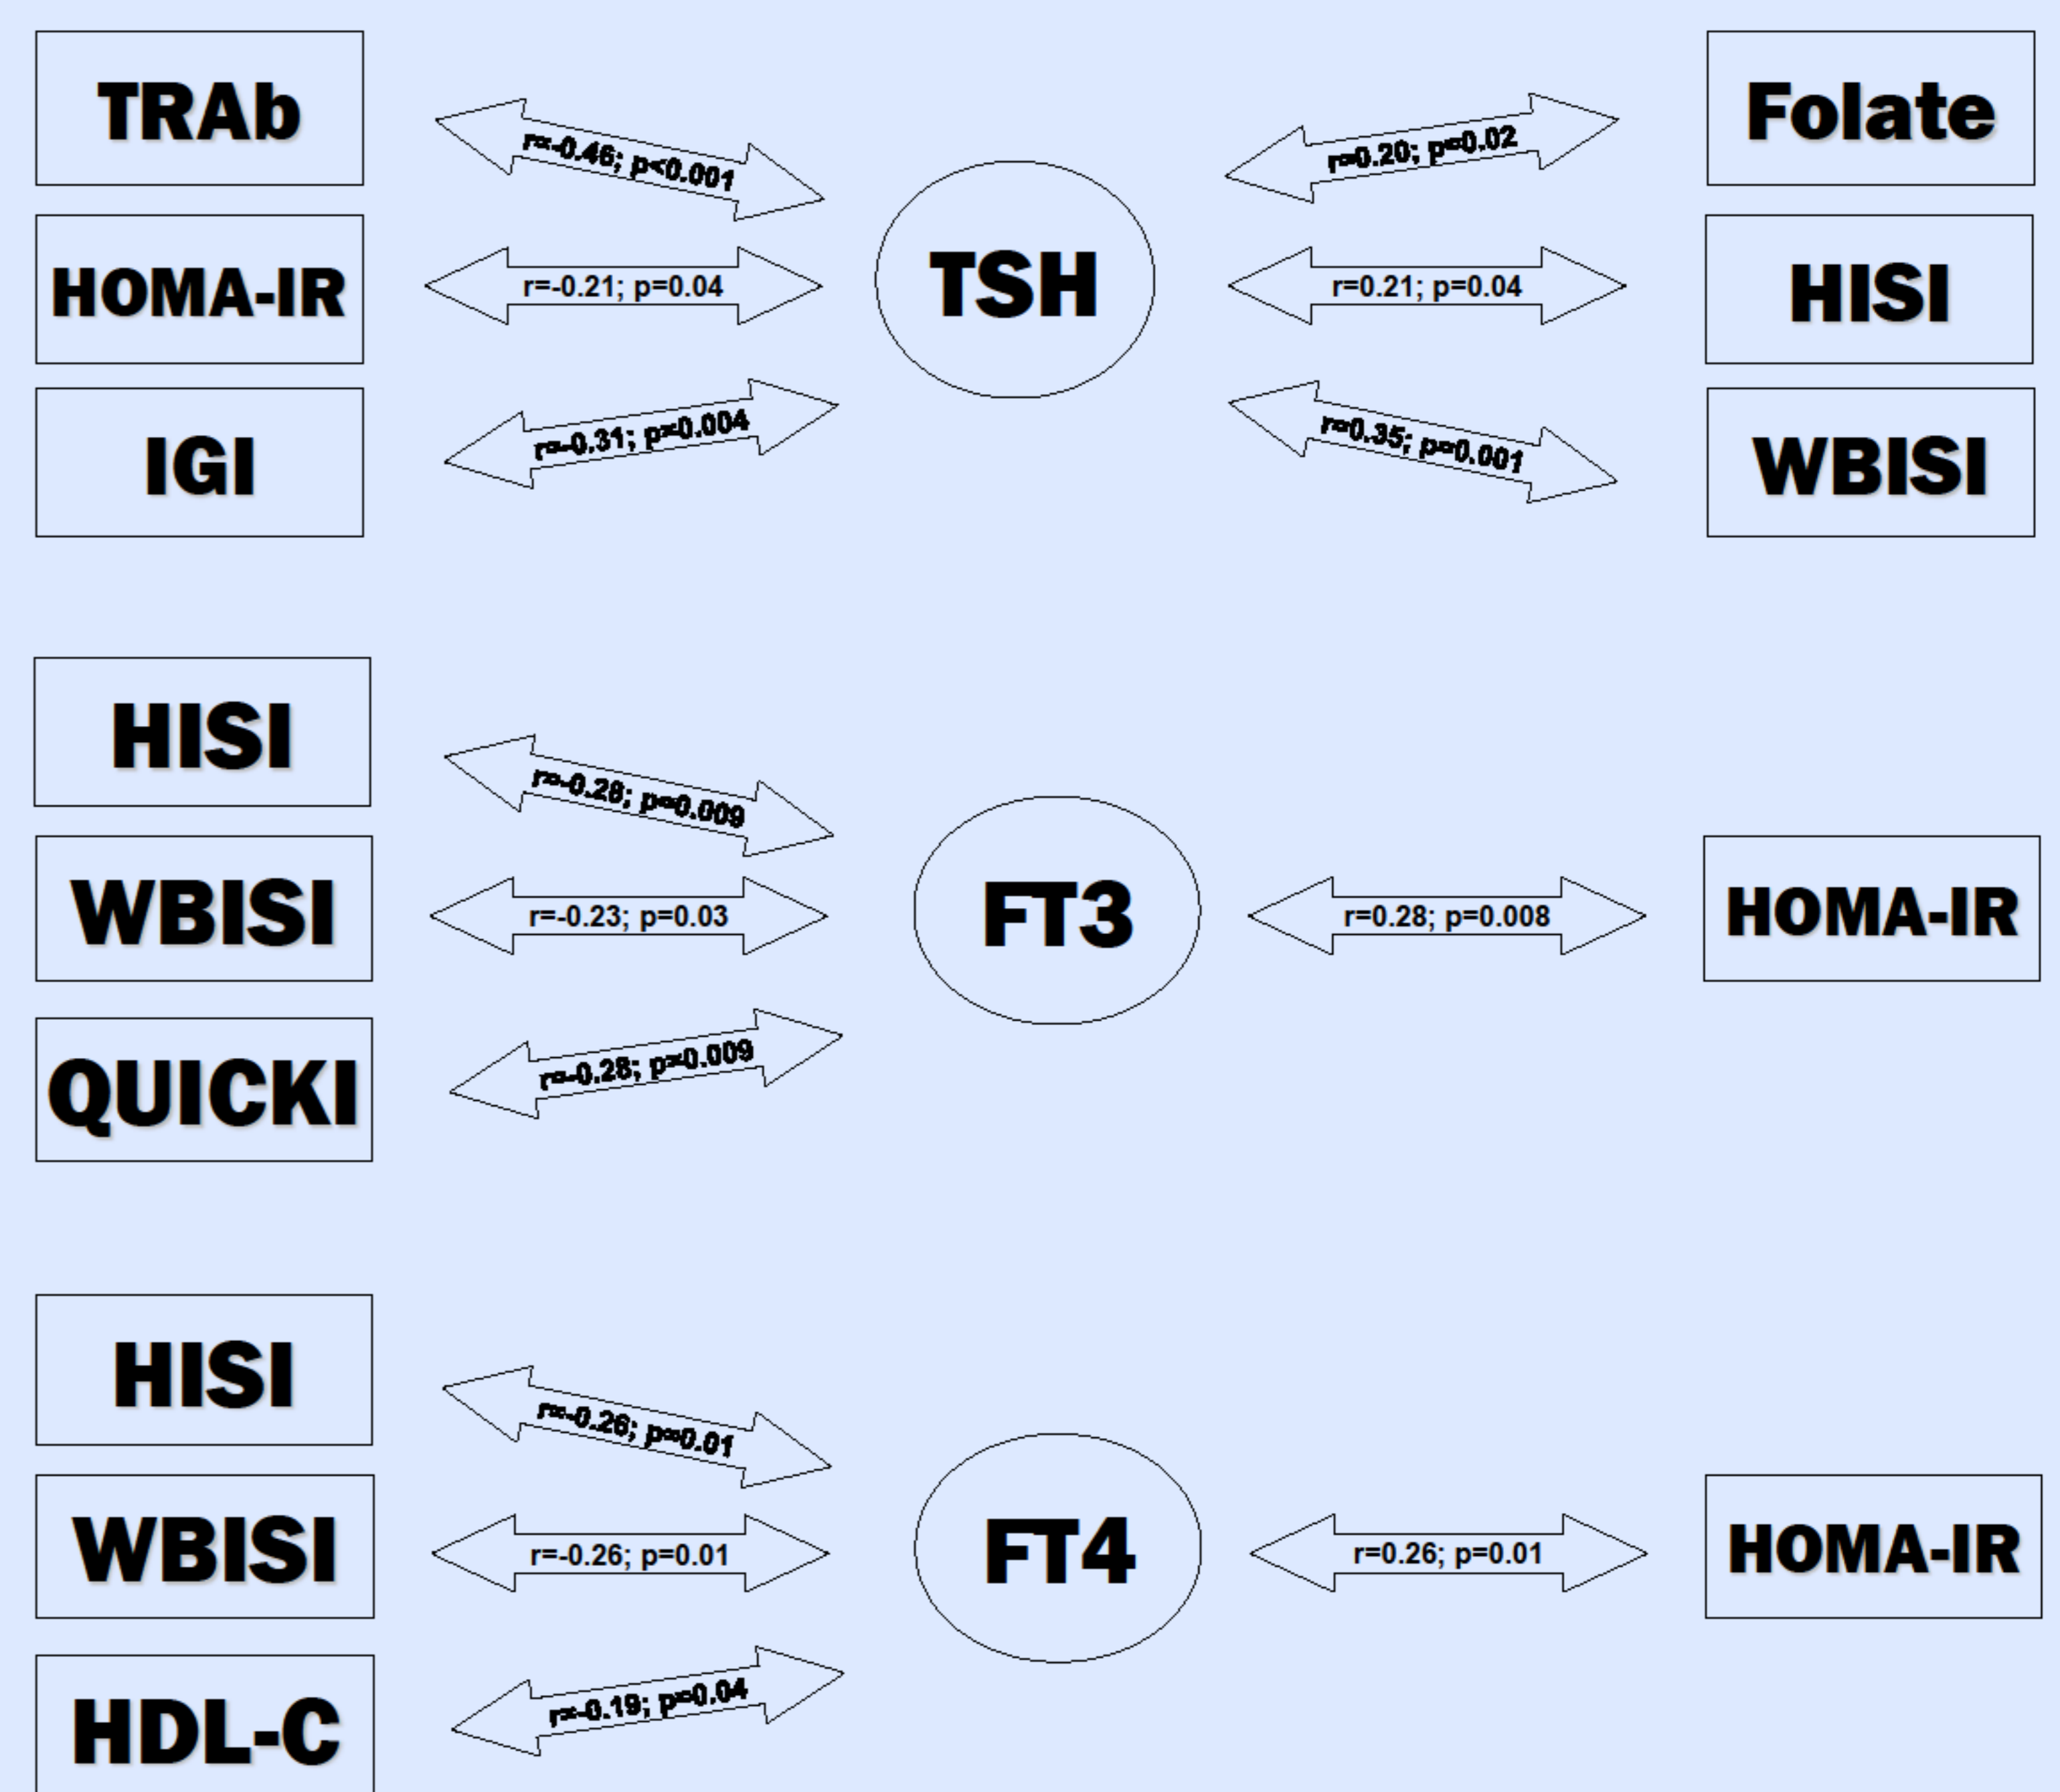 TRAb
r=-0.46; p<0.001
r=0.20; p=0.02
Folate
HOMA-IR
r=-0.21; p=0.04
TSH
r=0.21; p=0.04
HISI
IGI
r=-0.31; p=0.004
r=0.35; p=0.001
WBISI
HISI
r=-0.28; p=0.009
WBISI
r=-0.23; p=0.03
FT3
r=0.28; p=0.008
HOMA-IR
QUICKI
r=-0.28; p=0.009
HISI
r=-0.26; p=0.01
WBISI
r=-0.26; p=0.01
FT4
r=0.26; p=0.01
HOMA-IR
HDL-C
r=-0.19; p=0.04